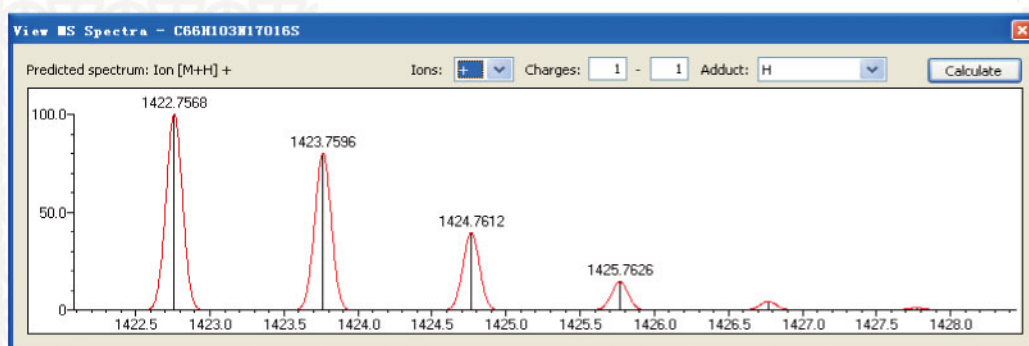 View MS Spectra - C66H103N17O16S
Predicted spectrum: Ion [M+H] + Ions: + Charges: 1 - 1 Adduct: H Calculate
1422.7568
100.0
1423.7596
50.0
1424.7612
1425.7626
0
1422.5 1423.0 1423.5 1424.0 1424.5 1425.0 1425.5 1426.0 1426.5 1427.0 1427.5 1428.0